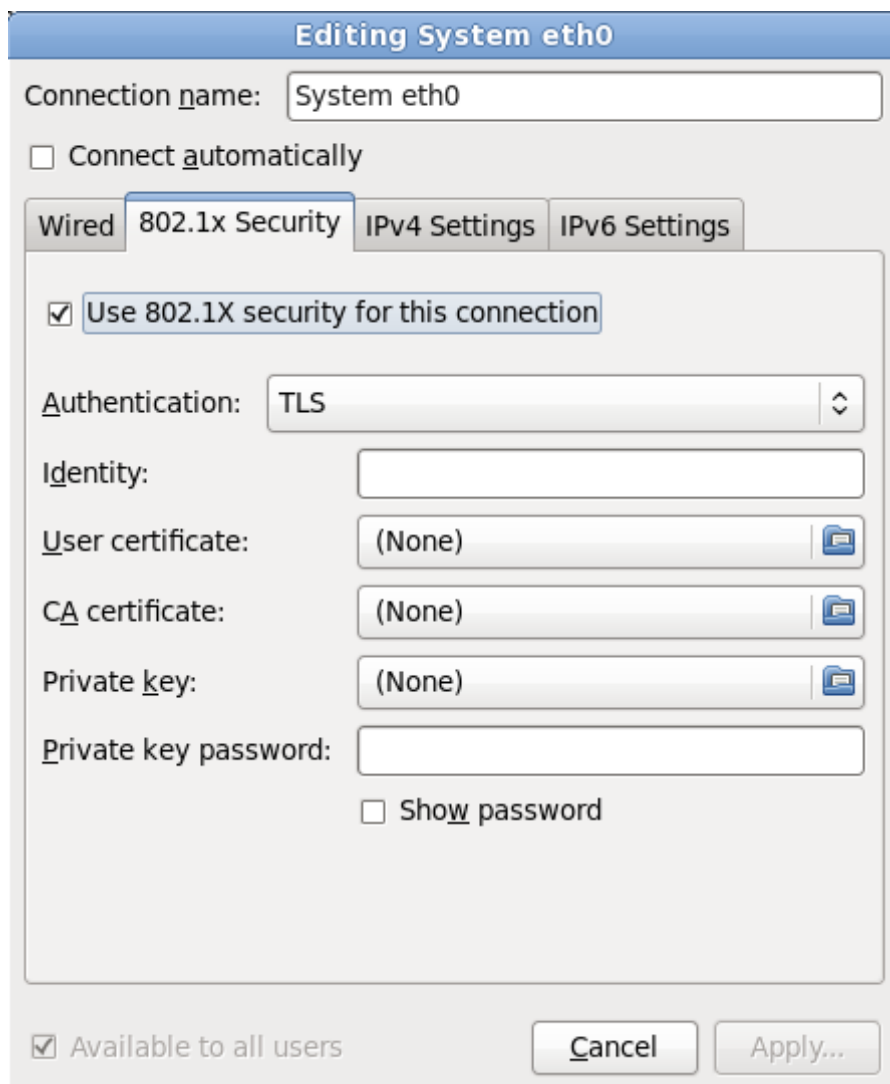 Editing System eth0
Connection name: System eth0
Connect automatically
Wired 802.1x Security IPv4 Settings IPv6 Settings
Use 802.1X security for this connection
Authentication: TLS
Identity:
User certificate: (None)
CA certificate: (None)
Private key: (None)
Private key password:
Show password
Available to all users Cancel Apply...